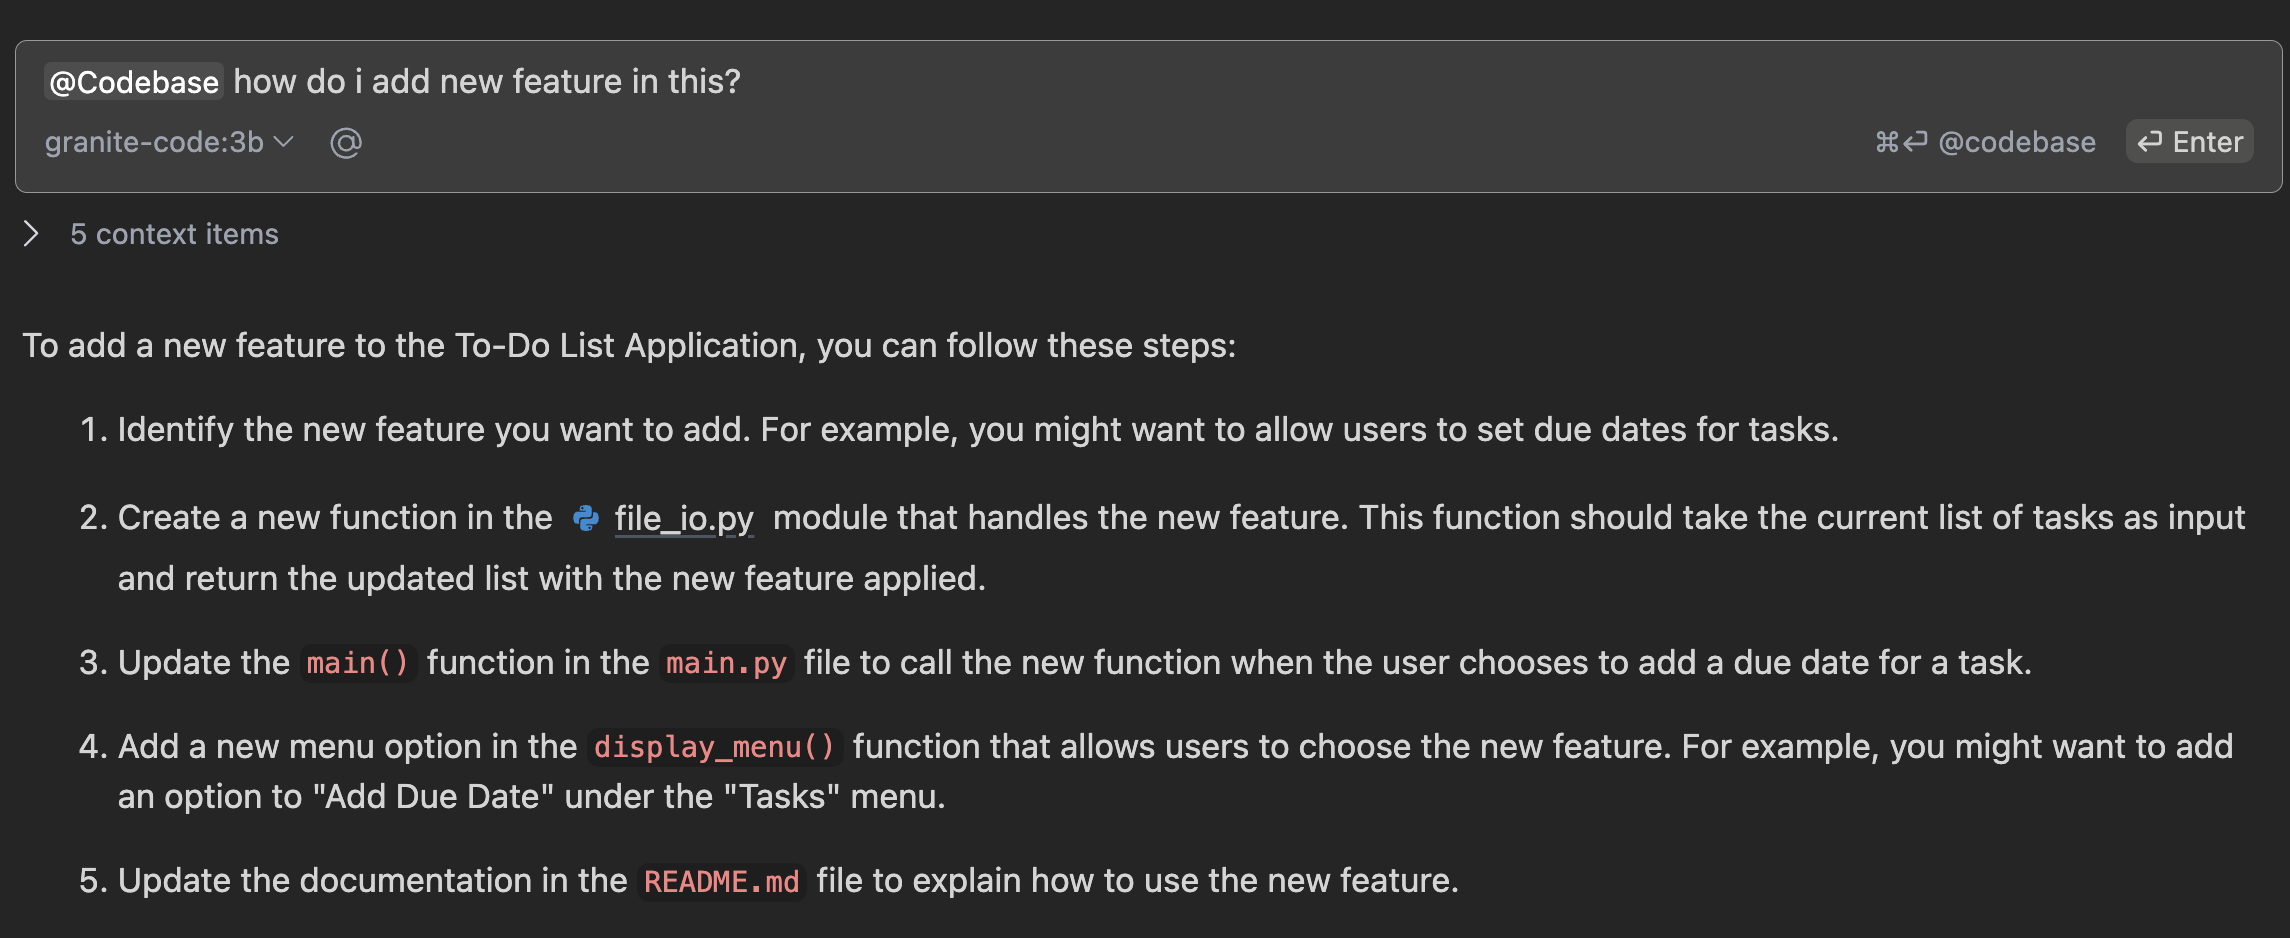 @Codebase how do i add new feature in this?
granite-code:3b @ ⌘⏎ @codebase ⏎ Enter
5 context items
To add a new feature to the To-Do List Application, you can follow these steps:
1. Identify the new feature you want to add. For example, you might want to allow users to set due dates for tasks.
2. Create a new function in the file_io.py module that handles the new feature. This function should take the current list of tasks as input
and return the updated list with the new feature applied.
3. Update the main() function in the main.py file to call the new function when the user chooses to add a due date for a task.
4. Add a new menu option in the display_menu() function that allows users to choose the new feature. For example, you might want to add
an option to "Add Due Date" under the "Tasks" menu.
5. Update the documentation in the README.md file to explain how to use the new feature.